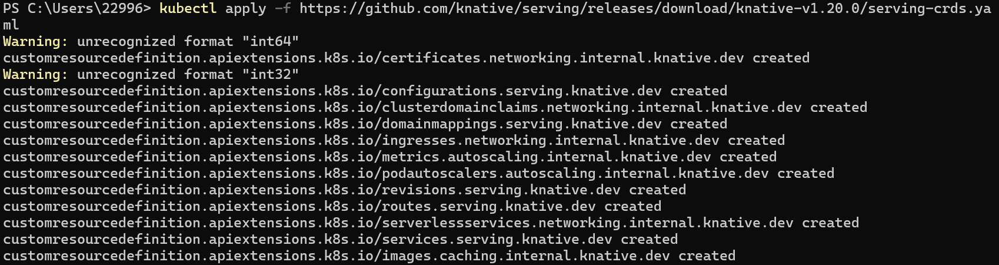 PS C:\Users\22996> kubectl apply -f https://github.com/knative/serving/releases/download/knative-v1.20.0/serving-crds.ya
ml
Warning: unrecognized format "int64"
customresourcedefinition.apiextensions.k8s.io/certificates.networking.internal.knative.dev created
Warning: unrecognized format "int32"
customresourcedefinition.apiextensions.k8s.io/configurations.serving.knative.dev created
customresourcedefinition.apiextensions.k8s.io/clusterdomainclaims.networking.internal.knative.dev created
customresourcedefinition.apiextensions.k8s.io/domainmappings.serving.knative.dev created
customresourcedefinition.apiextensions.k8s.io/ingresses.networking.internal.knative.dev created
customresourcedefinition.apiextensions.k8s.io/metrics.autoscaling.internal.knative.dev created
customresourcedefinition.apiextensions.k8s.io/podautoscalers.autoscaling.internal.knative.dev created
customresourcedefinition.apiextensions.k8s.io/revisions.serving.knative.dev created
customresourcedefinition.apiextensions.k8s.io/routes.serving.knative.dev created
customresourcedefinition.apiextensions.k8s.io/serverlessservices.networking.internal.knative.dev created
customresourcedefinition.apiextensions.k8s.io/services.serving.knative.dev created
customresourcedefinition.apiextensions.k8s.io/images.caching.internal.knative.dev created